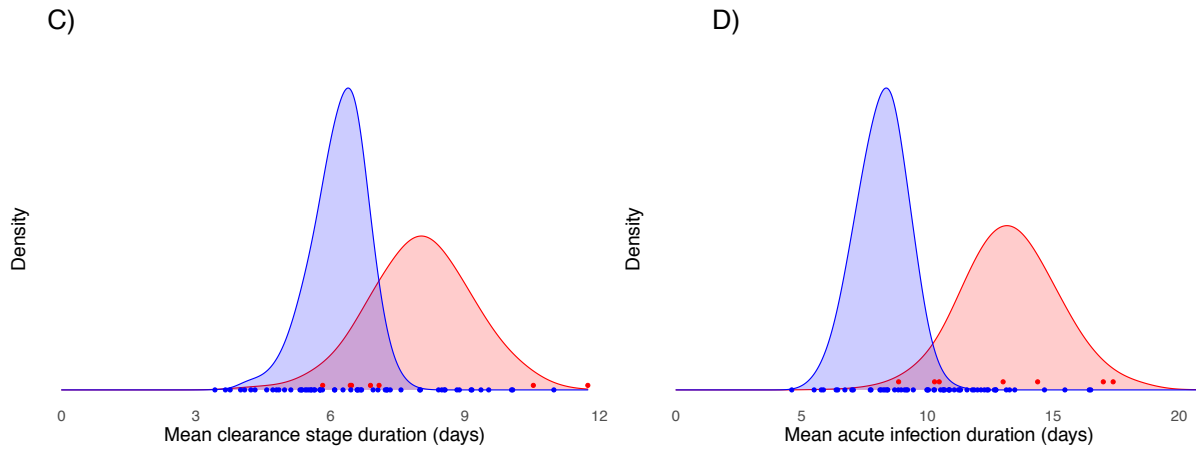 C)
Density
0 3 6 9 12
Mean clearance stage duration (days)
D)
Density
0 5 10 15 20
Mean acute infection duration (days)